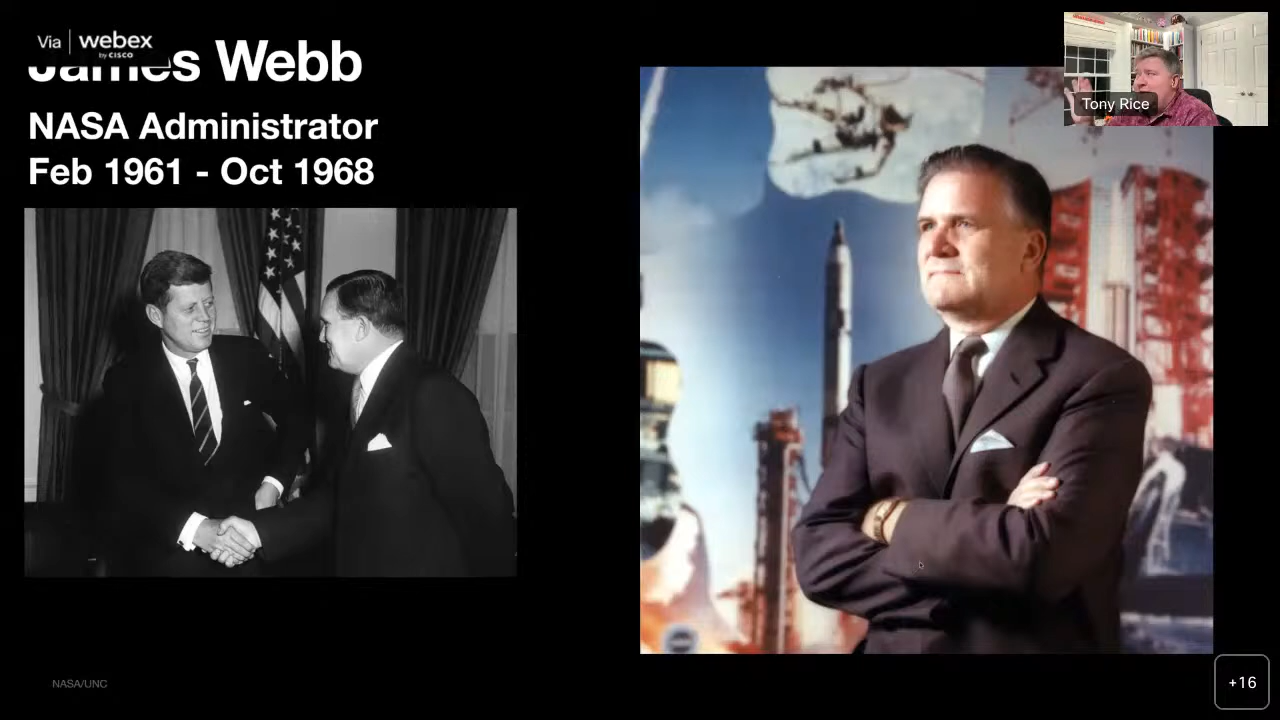 Via webex
by CISCO
James Webb
NASA Administrator
Feb 1961 - Oct 1968
Tony Rice
NASA/UNC
+16